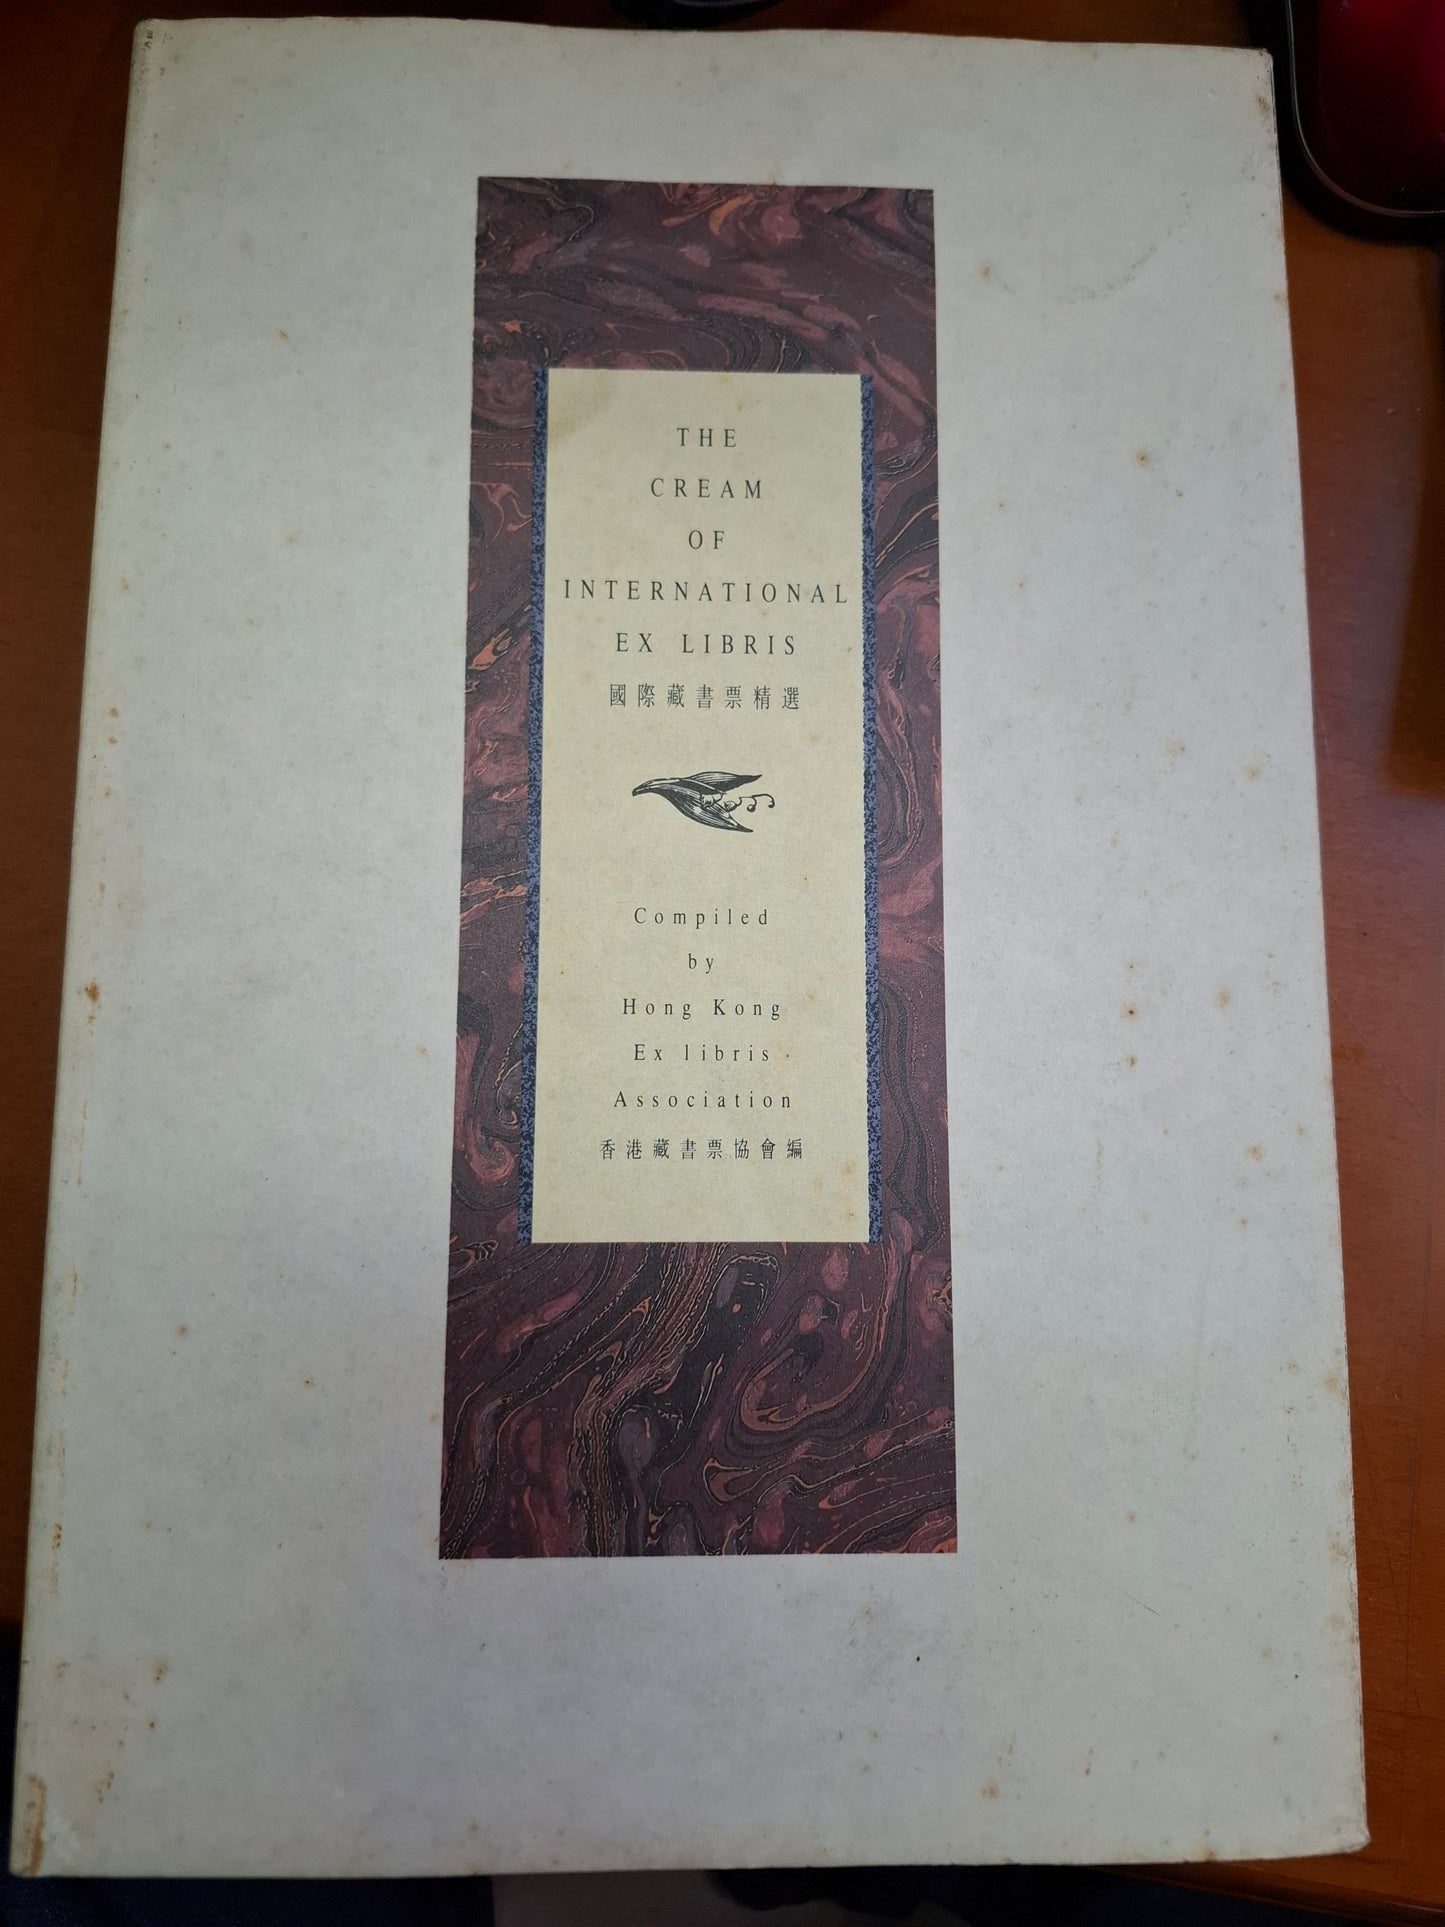 THE
CREAM
OF
INTERNATIONAL
EX LIBRIS
國際藏書票精選
Compiled
by
Hong Kong
Ex libris
Association
香港藏書票協會編